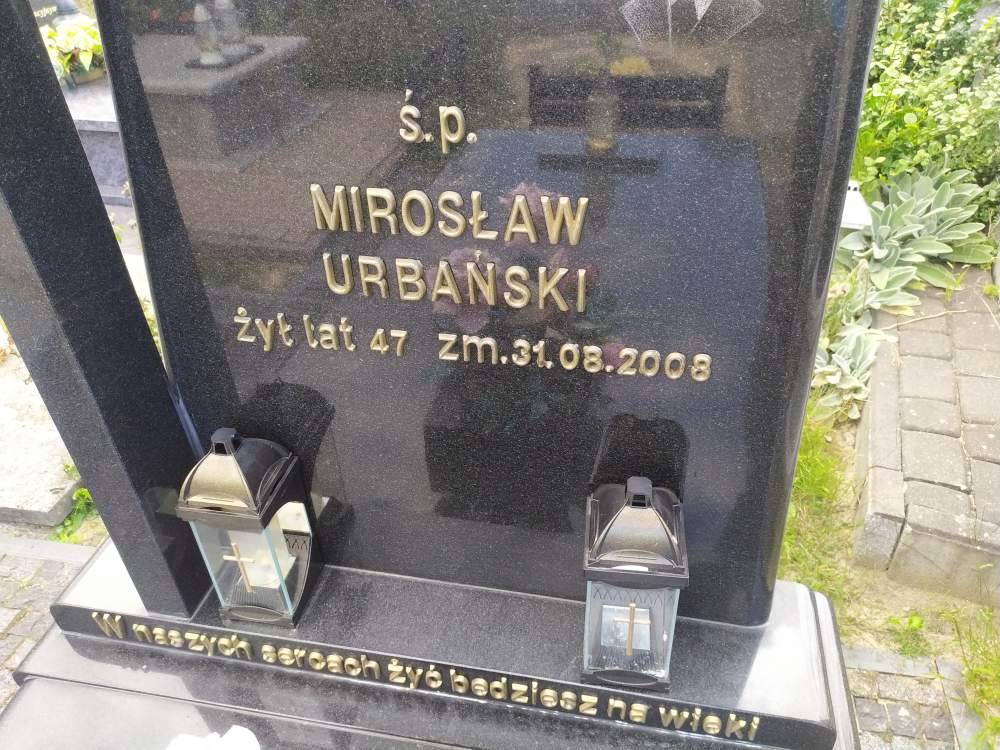 ś.p.
MIROSŁAW
URBAŃSKI
żył lat 47 zm. 31.08.2008
W naszych sercach żyć będziesz na wieki